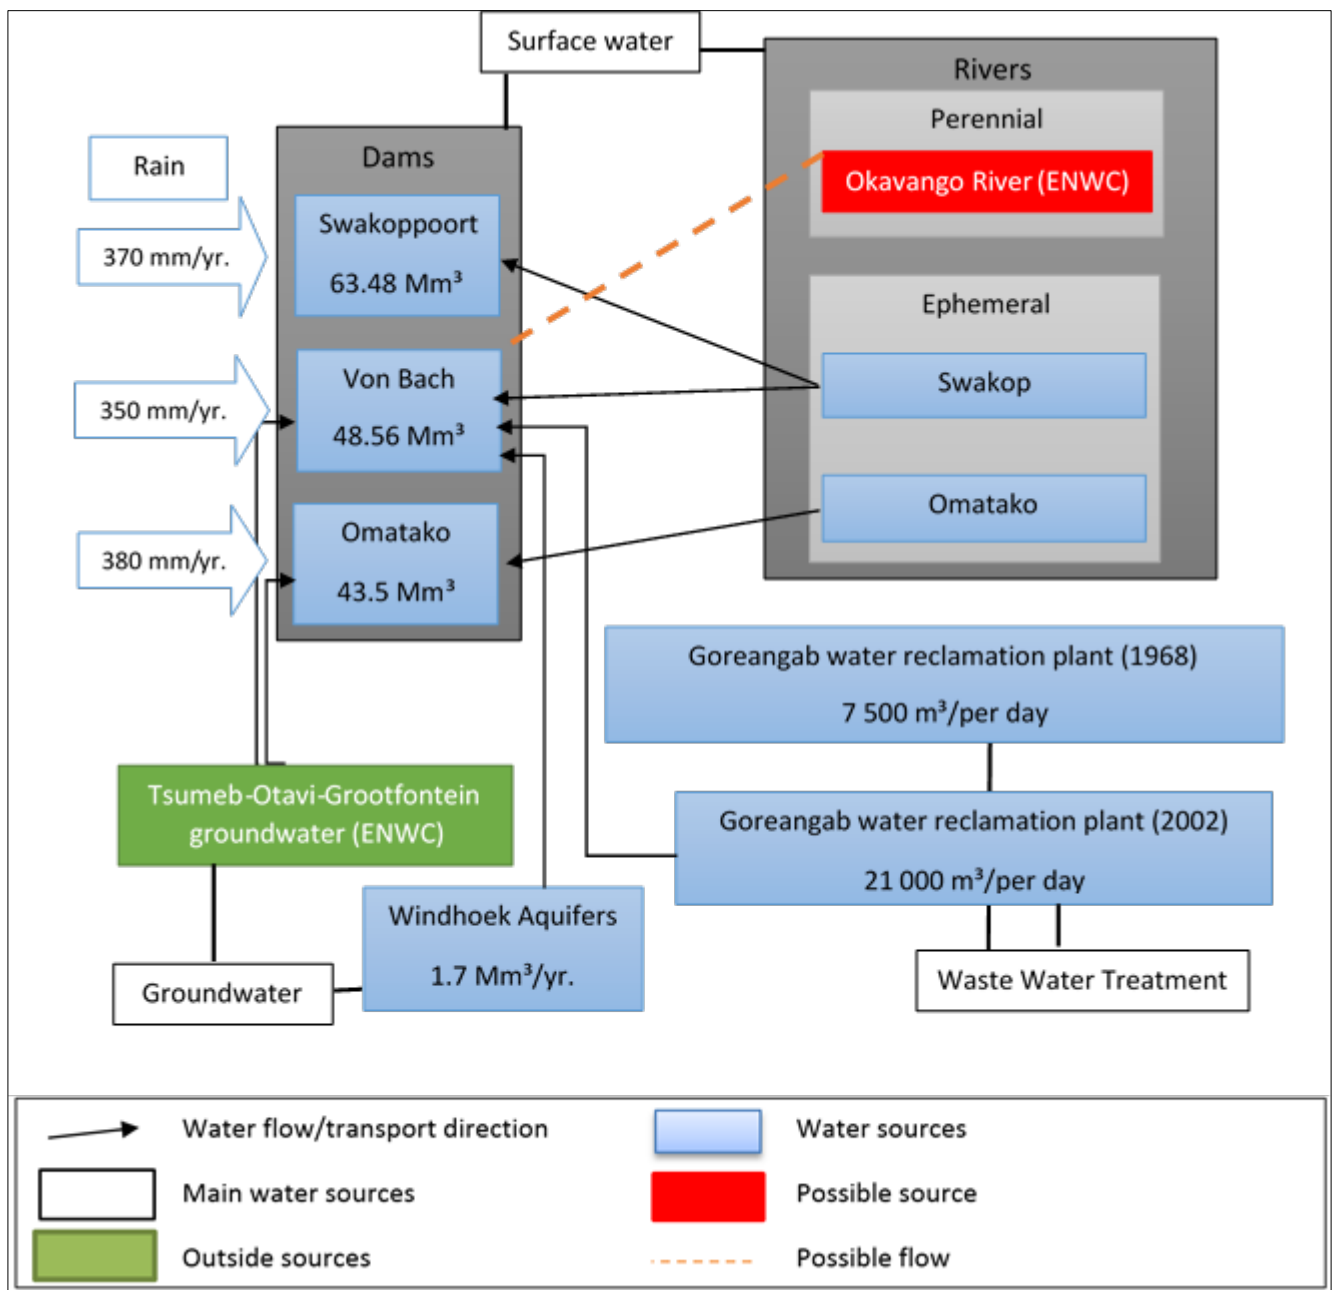 Surface water
Rivers
Perennial
Okavango River (ENWC)
Ephemeral
Swakop
Omatako
Rain
370 mm/yr.
350 mm/yr.
380 mm/yr.
Dams
Swakoppoort
63.48 Mm³
Von Bach
48.56 Mm³
Omatako
43.5 Mm³
Goreangab water reclamation plant (1968)
7 500 m³/per day
Goreangab water reclamation plant (2002)
21 000 m³/per day
Tsumeb-Otavi-Grootfontein
groundwater (ENWC)
Windhoek Aquifers
1.7 Mm³/yr.
Groundwater
Waste Water Treatment
Water flow/transport direction
Water sources
Main water sources
Possible source
Outside sources
Possible flow